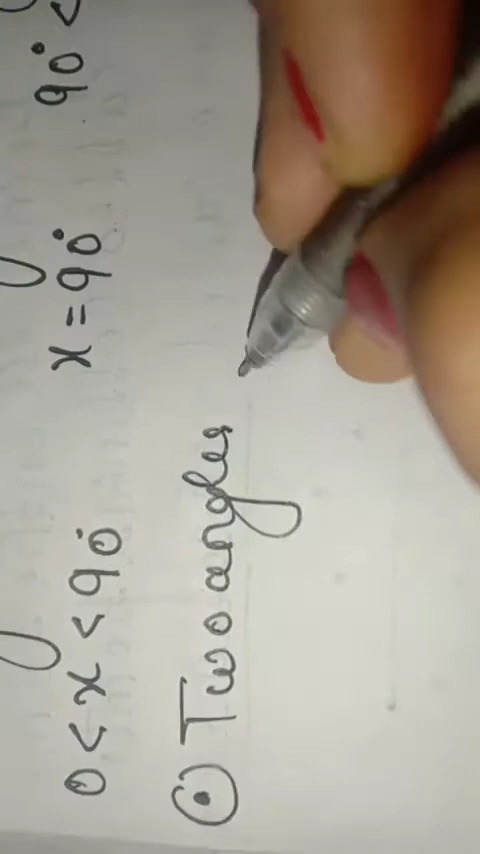 0 < x < 90° x = 90° 90° <
⊙ Two angles